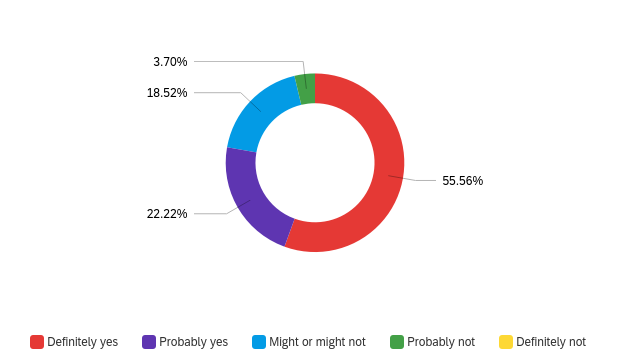 3.70%
18.52%
55.56%
22.22%
Definitely yes
Probably yes
Might or might not
Probably not
Definitely not